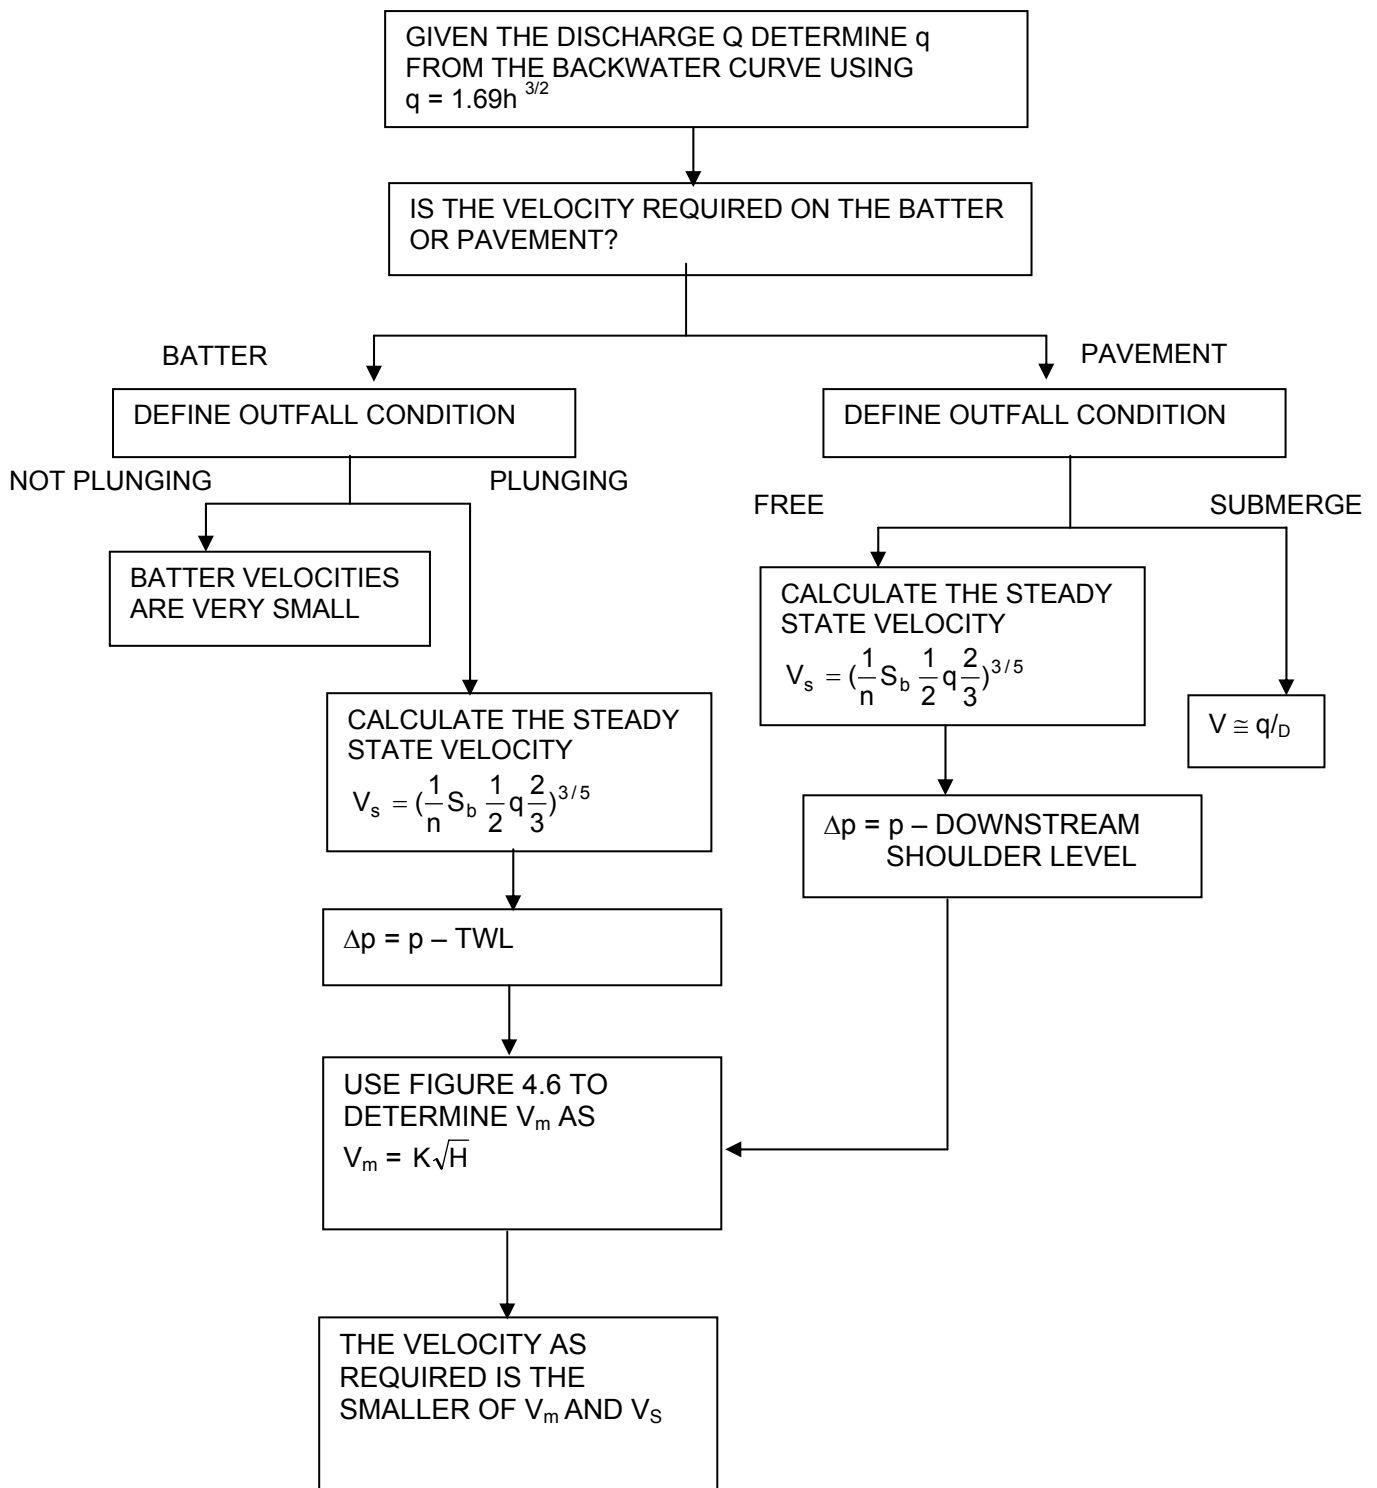 GIVEN THE DISCHARGE Q DETERMINE q
FROM THE BACKWATER CURVE USING
q = 1.69h 3/2
IS THE VELOCITY REQUIRED ON THE BATTER
OR PAVEMENT?
BATTER
PAVEMENT
DEFINE OUTFALL CONDITION
DEFINE OUTFALL CONDITION
NOT PLUNGING
PLUNGING
FREE
SUBMERGE
BATTER VELOCITIES
ARE VERY SMALL
CALCULATE THE STEADY
STATE VELOCITY
Vs = (1/n Sb 1/2 q 2/3)3/5
V ≅ q/D
CALCULATE THE STEADY
STATE VELOCITY
Vs = (1/n Sb 1/2 q 2/3)3/5
Δp = p – DOWNSTREAM
SHOULDER LEVEL
Δp = p – TWL
USE FIGURE 4.6 TO
DETERMINE Vm AS
Vm = K√H
THE VELOCITY AS
REQUIRED IS THE
SMALLER OF Vm AND VS